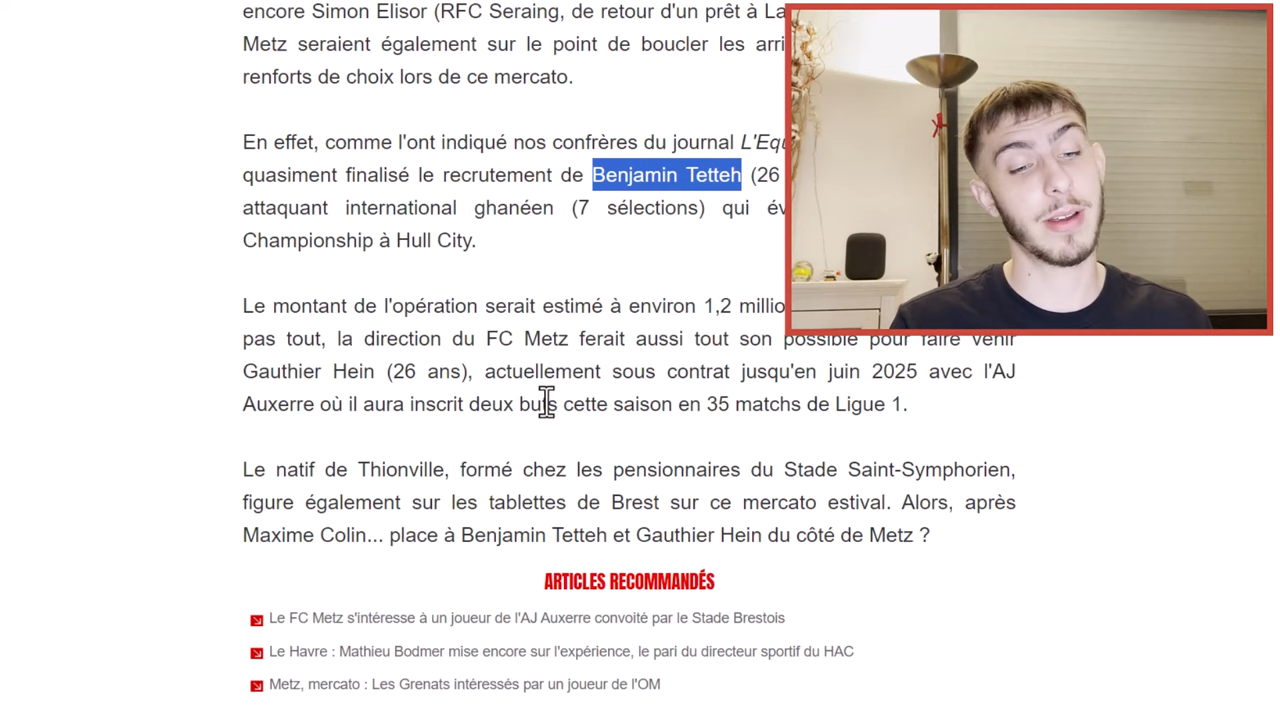 encore Simon Elisor (RFC Seraing, de retour d'un prêt à
Metz seraient également sur le point de boucler les
renforts de choix lors de ce mercato.
En effet, comme l'ont indiqué nos confrères du journal
quasiment finalisé le recrutement de Benjamin Tetteh (26
attaquant international ghanéen (7 sélections) qui
Championship à Hull City.
Le montant de l'opération serait estimé à environ 1,2
pas tout, la direction du FC Metz ferait aussi tout son possible pour faire venir
Gauthier Hein (26 ans), actuellement sous contrat jusqu'en juin 2025 avec l'AJ
Auxerre où il aura inscrit deux buts cette saison en 35 matchs de Ligue 1.
Le natif de Thionville, formé chez les pensionnaires du Stade Saint-Symphorien,
figure également sur les tablettes de Brest sur ce mercato estival. Alors, après
Maxime Colin... place à Benjamin Tetteh et Gauthier Hein du côté de Metz ?
ARTICLES RECOMMANDÉS
Le FC Metz s'intéresse à un joueur de l'AJ Auxerre convoité par le Stade Brestois
Le Havre : Mathieu Bodmer mise encore sur l'expérience, le pari du directeur sportif du HAC
Metz, mercato : Les Grenats intéressés par un joueur de l'OM